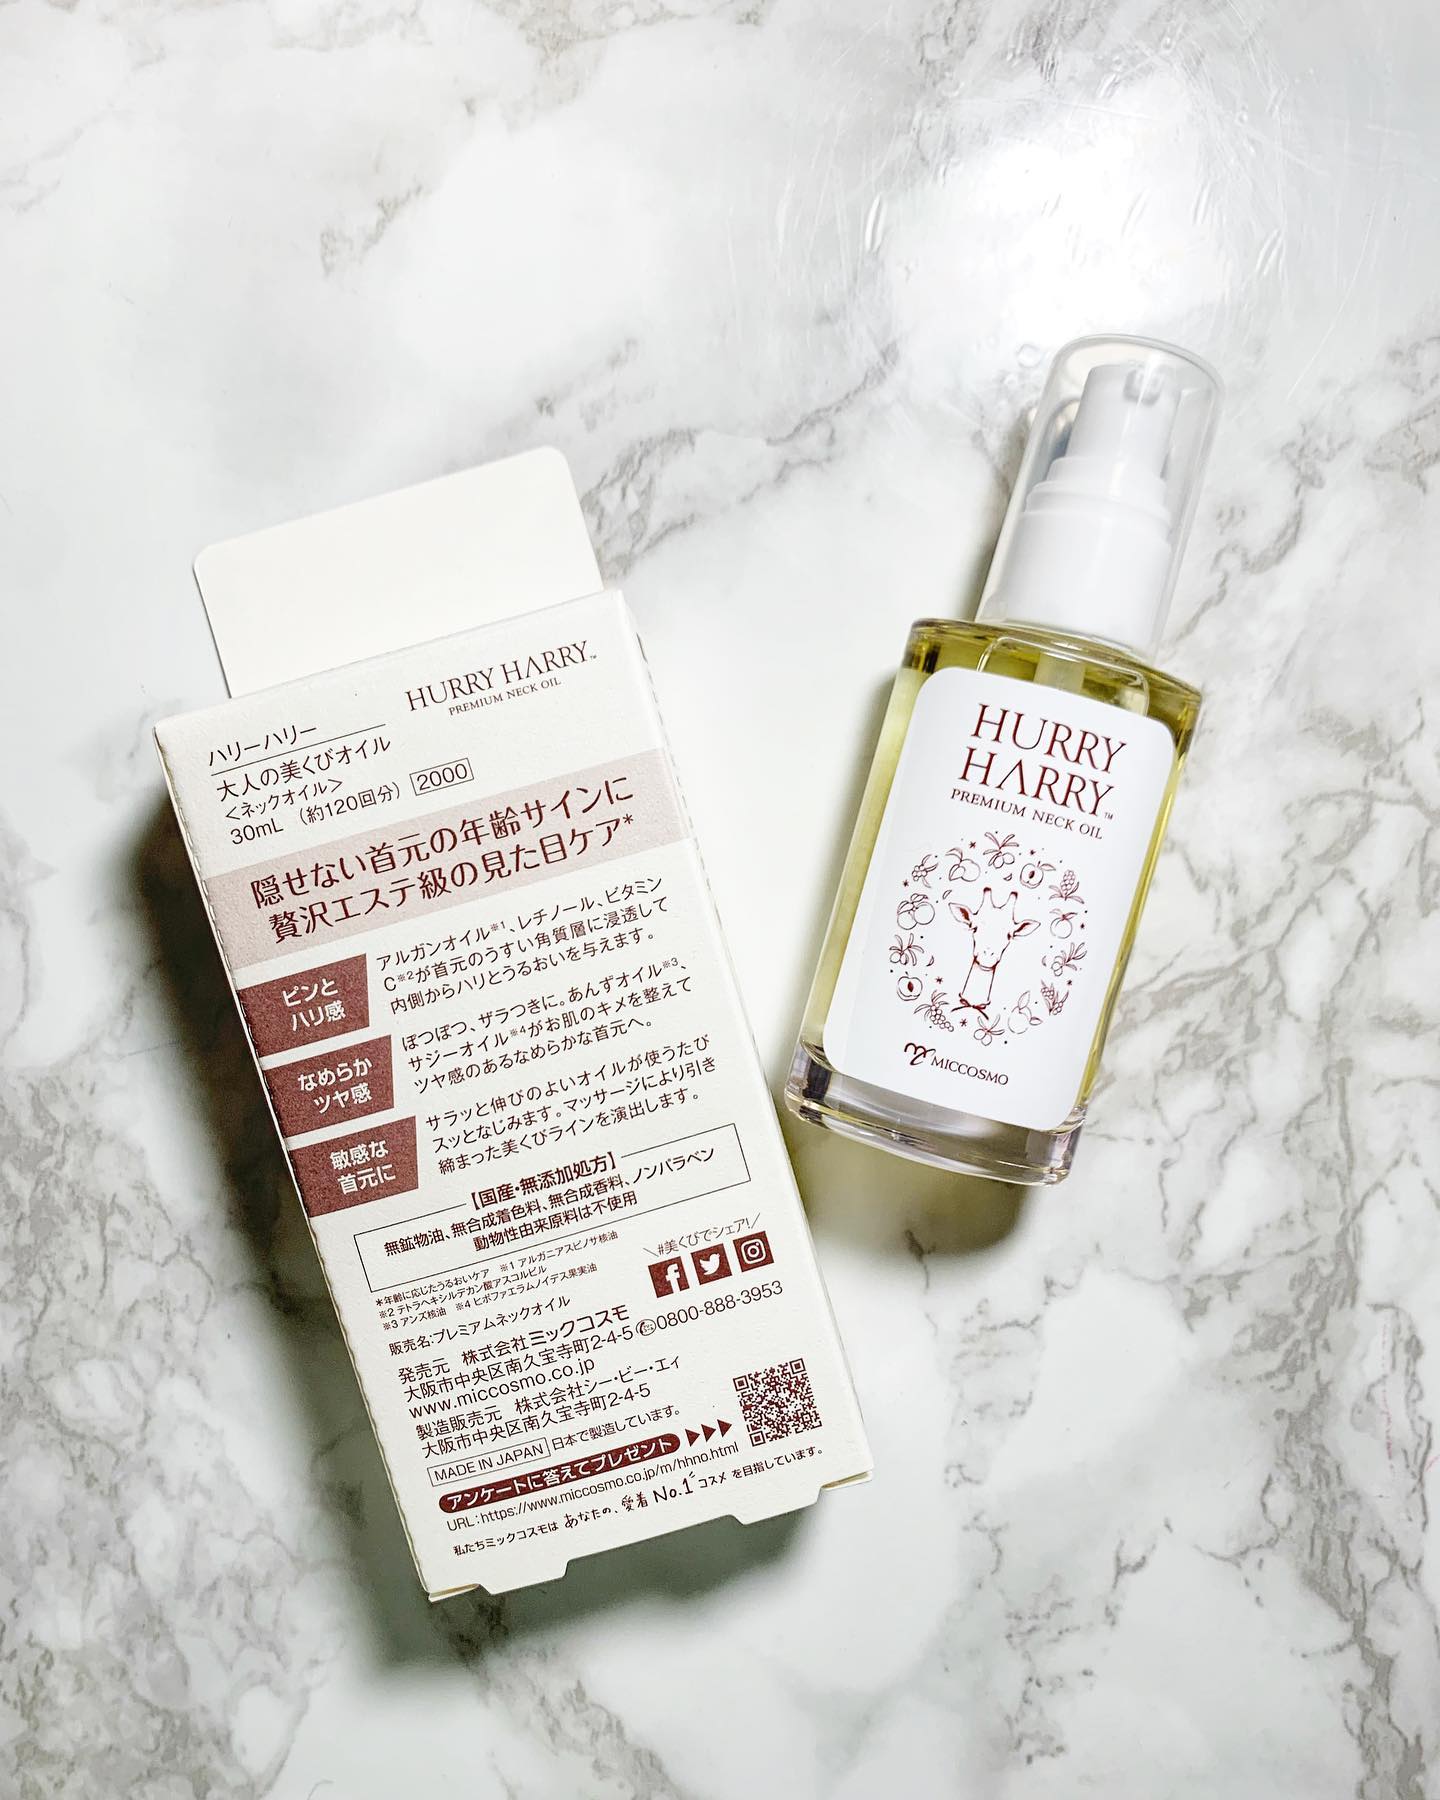 HURRY HARRY™
PREMIUM NECK OIL
ハリーハリー
大人の美くびオイル
<ネックオイル>
30mL (約120回分) 2000
隠せない首元の年齢サインに
贅沢エステ級の見た目ケア*
ピンと
ハリ感
アルガンオイル※1、レチノール、ビタミン
C※2が首元のうすい角質層に浸透して
内側からハリとうるおいを与えます。
なめらか
ツヤ感
ぽつぽつ、ザラつきに。あんずオイル※3、
サジーオイル※4がお肌のキメを整えて
ツヤ感のあるなめらかな首元へ。
敏感な
首元に
サラッと伸びのよいオイルが使うたび
スッとなじみます。マッサージにより引き
締まった美くびラインを演出します。
【国産・無添加処方】
無鉱物油、無合成着色料、無合成香料、ノンパラベン
動物性由来原料は不使用
*年齢に応じたうるおいケア ※1 アルガニアスピノサ核油
※2 テトラヘキシルデカン酸アスコルビル
※3 アンズ核油 ※4 ヒポファエラムノイデス果実油
\#美くびでシェア!/
販売名:プレミアムネックオイル
発売元 株式会社ミックコスモ
大阪市中央区南久宝寺町2-4-5 0800-888-3953
www.miccosmo.co.jp
製造販売元 株式会社シー・ビー・エィ
大阪市中央区南久宝寺町2-4-5
MADE IN JAPAN 日本で製造しています。
アンケートに答えてプレゼント
URL:https://www.miccosmo.co.jp/m/hhno.html
私たちミックコスモは あなたの、愛着 No.1 コスメ を目指しています。
HURRY
HARRY™
PREMIUM NECK OIL
MICCOSMO